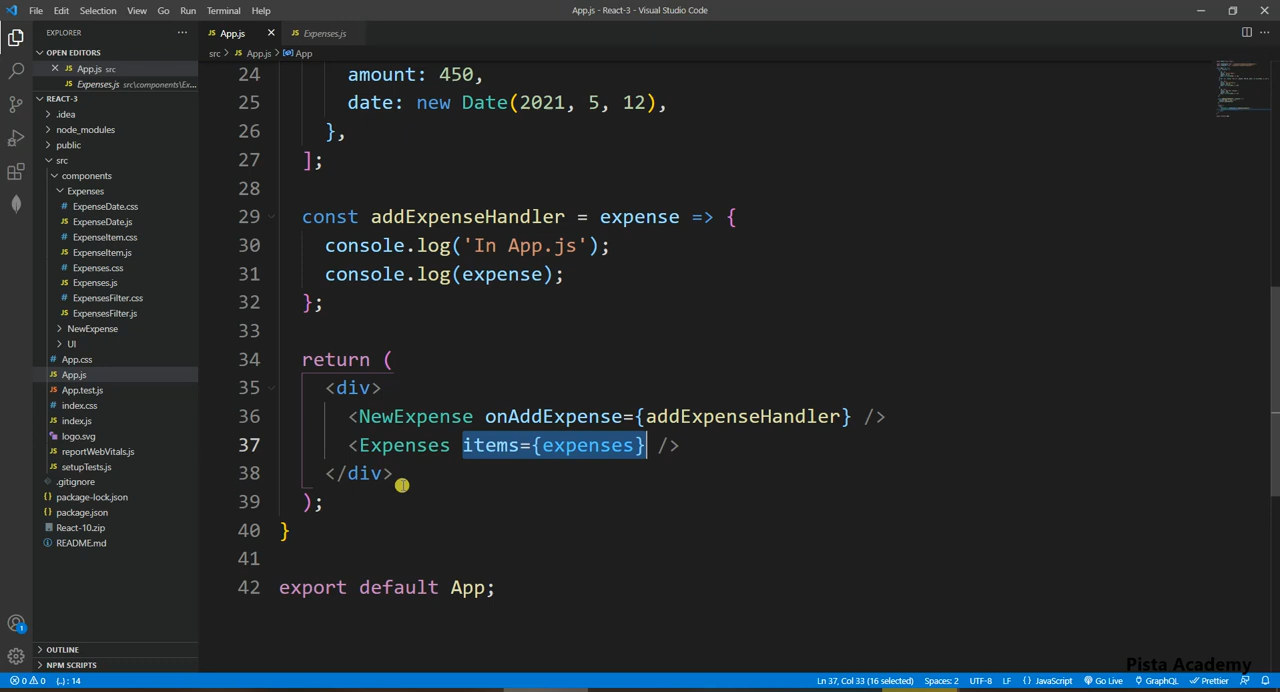 File Edit Selection View Go Run Terminal Help
App.js - React-3 - Visual Studio Code
EXPLORER
OPEN EDITORS
App.js src
Expenses.js src\components\Ex...
REACT-3
.idea
node_modules
public
src
components
Expenses
ExpenseDate.css
ExpenseDate.js
ExpenseItem.css
ExpenseItem.js
Expenses.css
Expenses.js
ExpensesFilter.css
ExpensesFilter.js
NewExpense
UI
App.css
App.js
App.test.js
index.css
index.js
logo.svg
reportWebVitals.js
setupTests.js
.gitignore
package-lock.json
package.json
React-10.zip
README.md
OUTLINE
NPM SCRIPTS
App.js Expenses.js
src > App.js > App
24 amount: 450,
25 date: new Date(2021, 5, 12),
26 },
27 ];
28
29 const addExpenseHandler = expense => {
30 console.log('In App.js');
31 console.log(expense);
32 };
33
34 return (
35 <div>
36 <NewExpense onAddExpense={addExpenseHandler} />
37 <Expenses items={expenses} />
38 </div>
39 );
40 }
41
42 export default App;
Pista Academy
0 0 {..} : 14 Ln 37, Col 33 (16 selected) Spaces: 2 UTF-8 LF {} JavaScript Go Live GraphQL Prettier